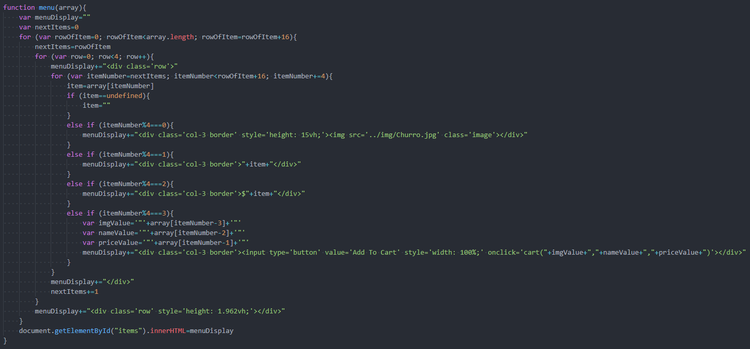 function menu(array){
    var menuDisplay=""
    var nextItems=0
    for (var rowOfItem=0; rowOfItem<array.length; rowOfItem=rowOfItem+16){
        nextItems=rowOfItem
        for (var row=0; row<4; row++){
            menuDisplay+="<div class='row'>"
            for (var itemNumber=nextItems; itemNumber<rowOfItem+16; itemNumber+=4){
                item=array[itemNumber]
                if (item==undefined){
                    item=""
                }
                else if (itemNumber%4===0){
                    menuDisplay+="<div class='col-3 border' style='height: 15vh;'><img src='../img/Churro.jpg' class='image'></div>"
                }
                else if (itemNumber%4===1){
                    menuDisplay+="<div class='col-3 border'>"+item+"</div>"
                }
                else if (itemNumber%4===2){
                    menuDisplay+="<div class='col-3 border'>$"+item+"</div>"
                }
                else if (itemNumber%4===3){
                    var imgValue='"'+array[itemNumber-3]+'"'
                    var nameValue='"'+array[itemNumber-2]+'"'
                    var priceValue='"'+array[itemNumber-1]+'"'
                    menuDisplay+="<div class='col-3 border'><input type='button' value='Add To Cart' style='width: 100%;' onclick='cart("+imgValue+","+nameValue+","+priceValue+")'></div>"
                }
            }
            menuDisplay+="</div>"
            nextItems+=1
        }
        menuDisplay+="<div class='row' style='height: 1.962vh;'></div>"
    }
    document.getElementById("items").innerHTML=menuDisplay
}